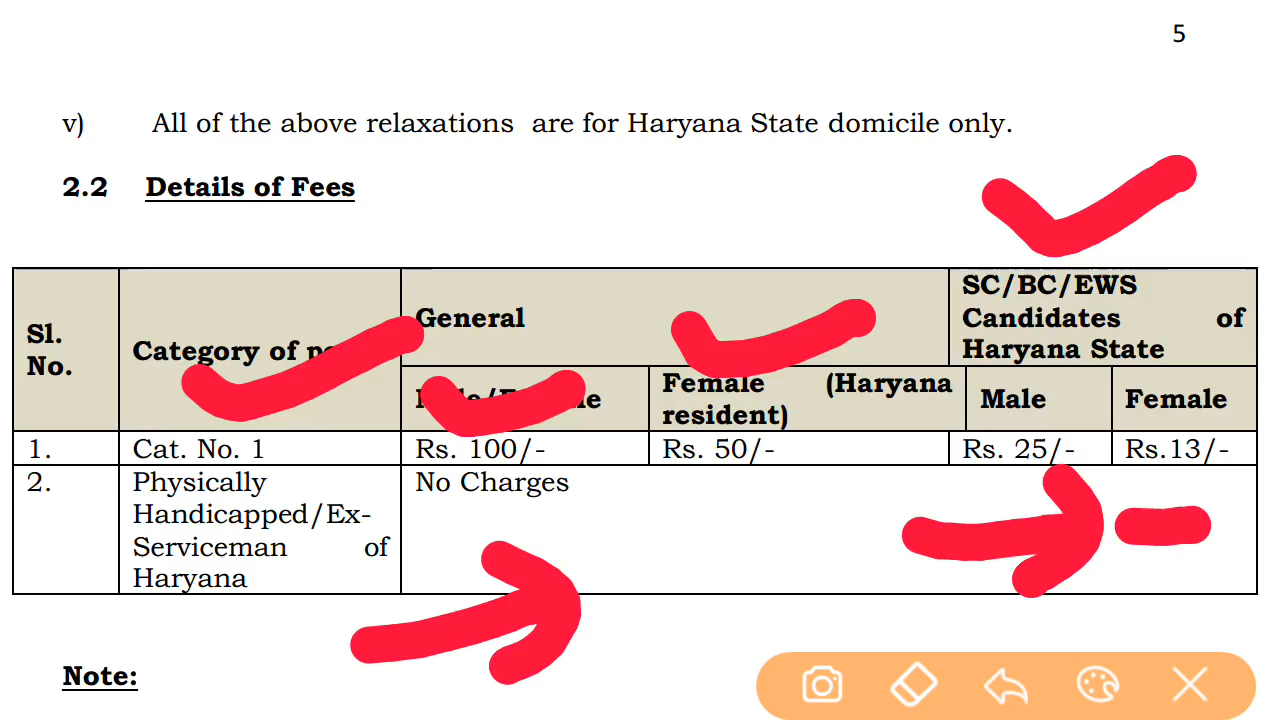 5
v) All of the above relaxations are for Haryana State domicile only.
2.2 Details of Fees
Sl. No.
Category of
General
SC/BC/EWS Candidates of Haryana State
Female (Haryana resident)
Male
Female
1. Cat. No. 1 Rs. 100/- Rs. 50/- Rs. 25/- Rs.13/-
2. Physically No Charges
Handicapped/Ex-
Serviceman of
Haryana
Note: